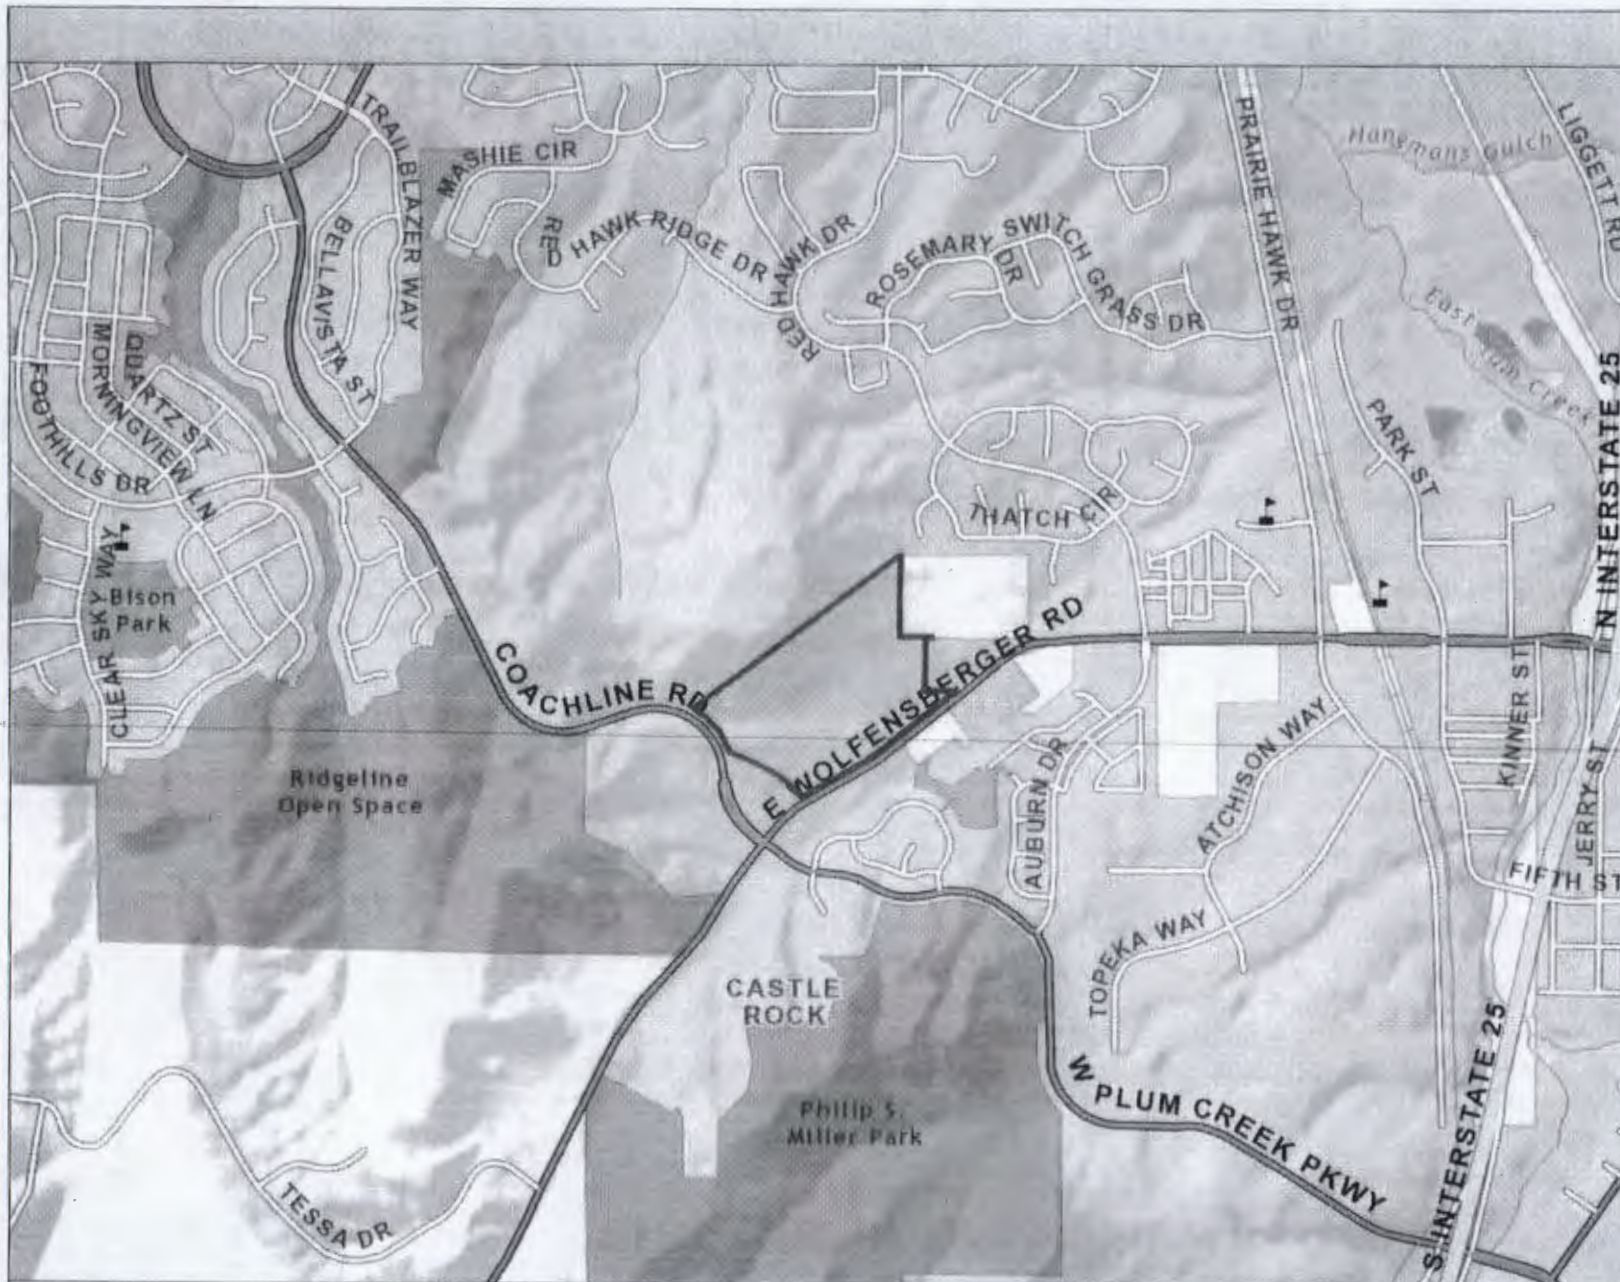 TRAILBLAZER WAY
MASHIE CIR
PRAIRIE HAWK DR
Hangmans Gulch
LIGGETT RD
BELLAVISTA ST
RED HAWK RIDGE DR
RED HAWK DR
ROSEMARY DR
SWITCH GRASS DR
East Plum Creek
N INTERSTATE 25
MORNINGVIEW LN
QUARTZ ST
FOOTHILLS DR
PARK ST
THATCH CIR
CLEAR SKY WAY
Bison
Park
COACHLINE RD
E WOLFENSBERGER RD
KINNER ST
ATCHISON WAY
AUBURN DR
JERRY ST
Ridgeline
Open Space
FIFTH ST
TOPEKA WAY
CASTLE
ROCK
Philip S.
Miller Park
W PLUM CREEK PKWY
S INTERSTATE 25
TESSA DR